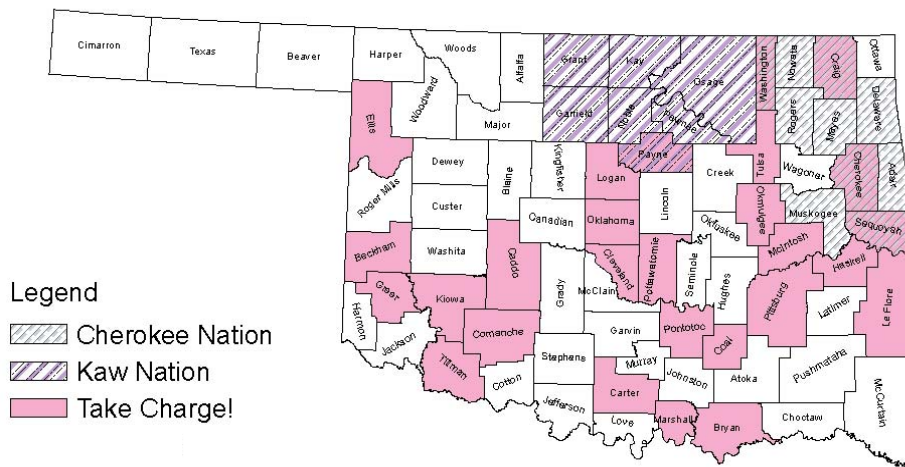 Cimarron
Texas
Beaver
Harper
Woods
Alfalfa
Grant
Kay
Osage
Washington
Nowata
Craig
Ottawa
Ellis
Woodward
Major
Garfield
Noble
Pawnee
Rogers
Mayes
Delaware
Dewey
Blaine
Kingfisher
Logan
Payne
Creek
Tulsa
Wagoner
Cherokee
Adair
Roger Mills
Custer
Canadian
Oklahoma
Lincoln
Okfuskee
Okmulgee
Muskogee
Sequoyah
Beckham
Washita
Caddo
Grady
McClain
Cleveland
Pottawatomie
Seminole
Hughes
McIntosh
Pittsburg
Haskell
Le Flore
Latimer
Greer
Kiowa
Harmon
Jackson
Comanche
Tillman
Cotton
Stephens
Garvin
Murray
Pontotoc
Coal
Jefferson
Carter
Love
Johnston
Marshall
Atoka
Bryan
Pushmataha
Choctaw
McCurtain
Legend
Cherokee Nation
Kaw Nation
Take Charge!